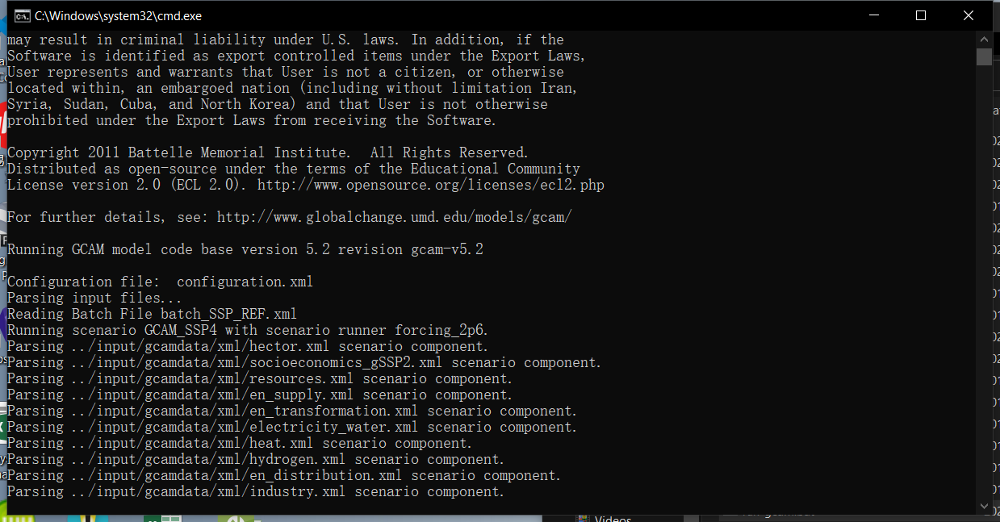 C:\Windows\system32\cmd.exe
may result in criminal liability under U.S. laws. In addition, if the
Software is identified as export controlled items under the Export Laws,
User represents and warrants that User is not a citizen, or otherwise
located within, an embargoed nation (including without limitation Iran,
Syria, Sudan, Cuba, and North Korea) and that User is not otherwise
prohibited under the Export Laws from receiving the Software.
Copyright 2011 Battelle Memorial Institute.  All Rights Reserved.
Distributed as open-source under the terms of the Educational Community
License version 2.0 (ECL 2.0). http://www.opensource.org/licenses/ecl2.php
For further details, see: http://www.globalchange.umd.edu/models/gcam/
Running GCAM model code base version 5.2 revision gcam-v5.2
Configuration file:  configuration.xml
Parsing input files...
Reading Batch File batch_SSP_REF.xml
Running scenario GCAM_SSP4 with scenario runner forcing_2p6.
Parsing ../input/gcamdata/xml/hector.xml scenario component.
Parsing ../input/gcamdata/xml/socioeconomics_gSSP2.xml scenario component.
Parsing ../input/gcamdata/xml/resources.xml scenario component.
Parsing ../input/gcamdata/xml/en_supply.xml scenario component.
Parsing ../input/gcamdata/xml/en_transformation.xml scenario component.
Parsing ../input/gcamdata/xml/electricity_water.xml scenario component.
Parsing ../input/gcamdata/xml/heat.xml scenario component.
Parsing ../input/gcamdata/xml/hydrogen.xml scenario component.
Parsing ../input/gcamdata/xml/en_distribution.xml scenario component.
Parsing ../input/gcamdata/xml/industry.xml scenario component.
Videos